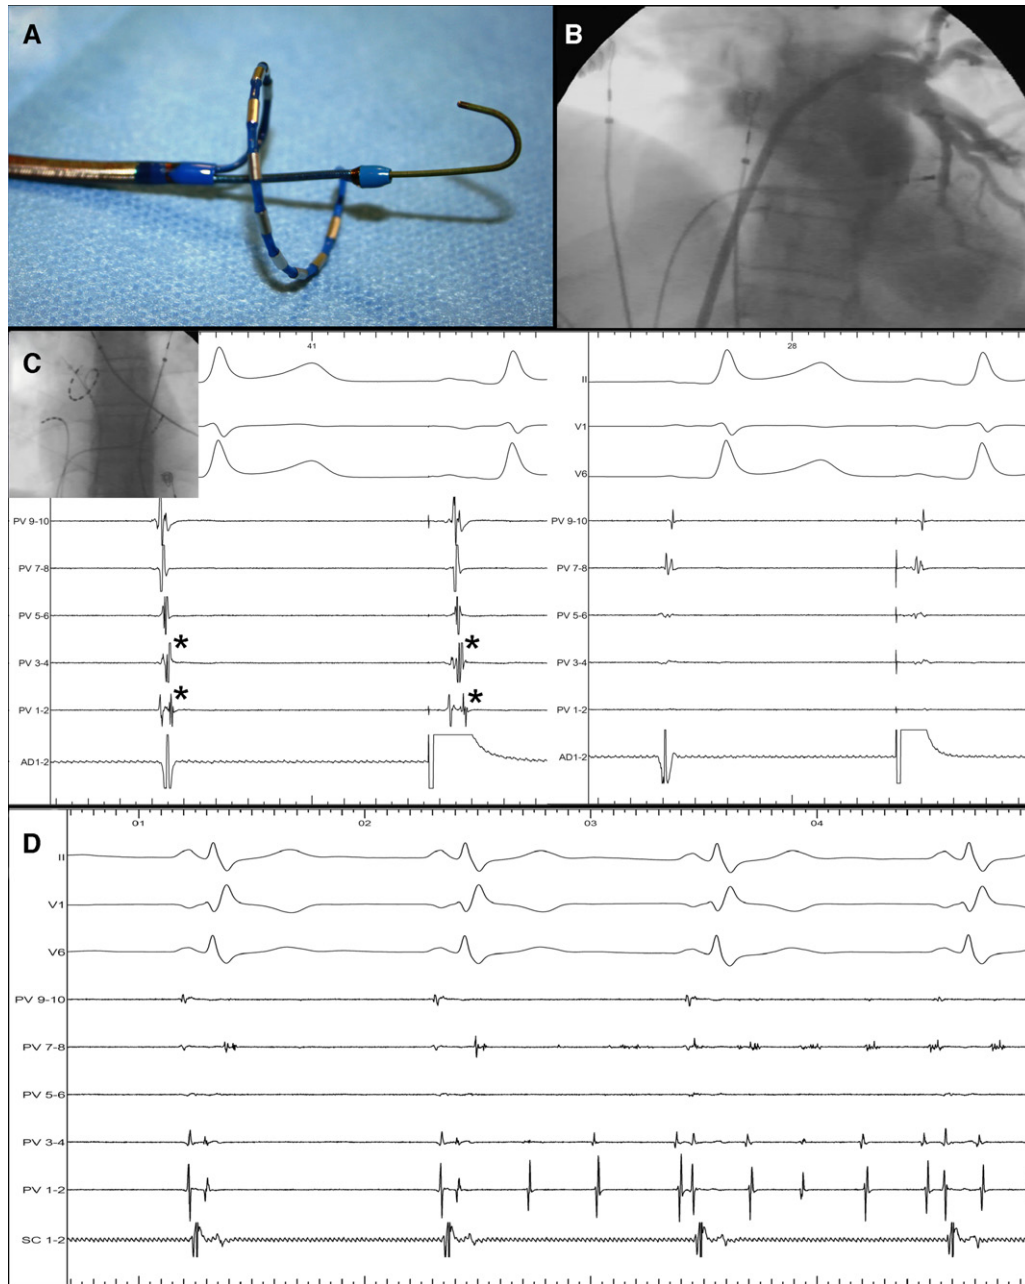 A
B
C
41
28
II
V1
V6
PV 9-10
PV 7-8
PV 5-6
PV 3-4
*
*
PV 1-2
*
*
AD1-2
PV 9-10
PV 7-8
PV 5-6
PV 3-4
PV 1-2
AD1-2
D
01
02
03
04
II
V1
V6
PV 9-10
PV 7-8
PV 5-6
PV 3-4
PV 1-2
SC 1-2